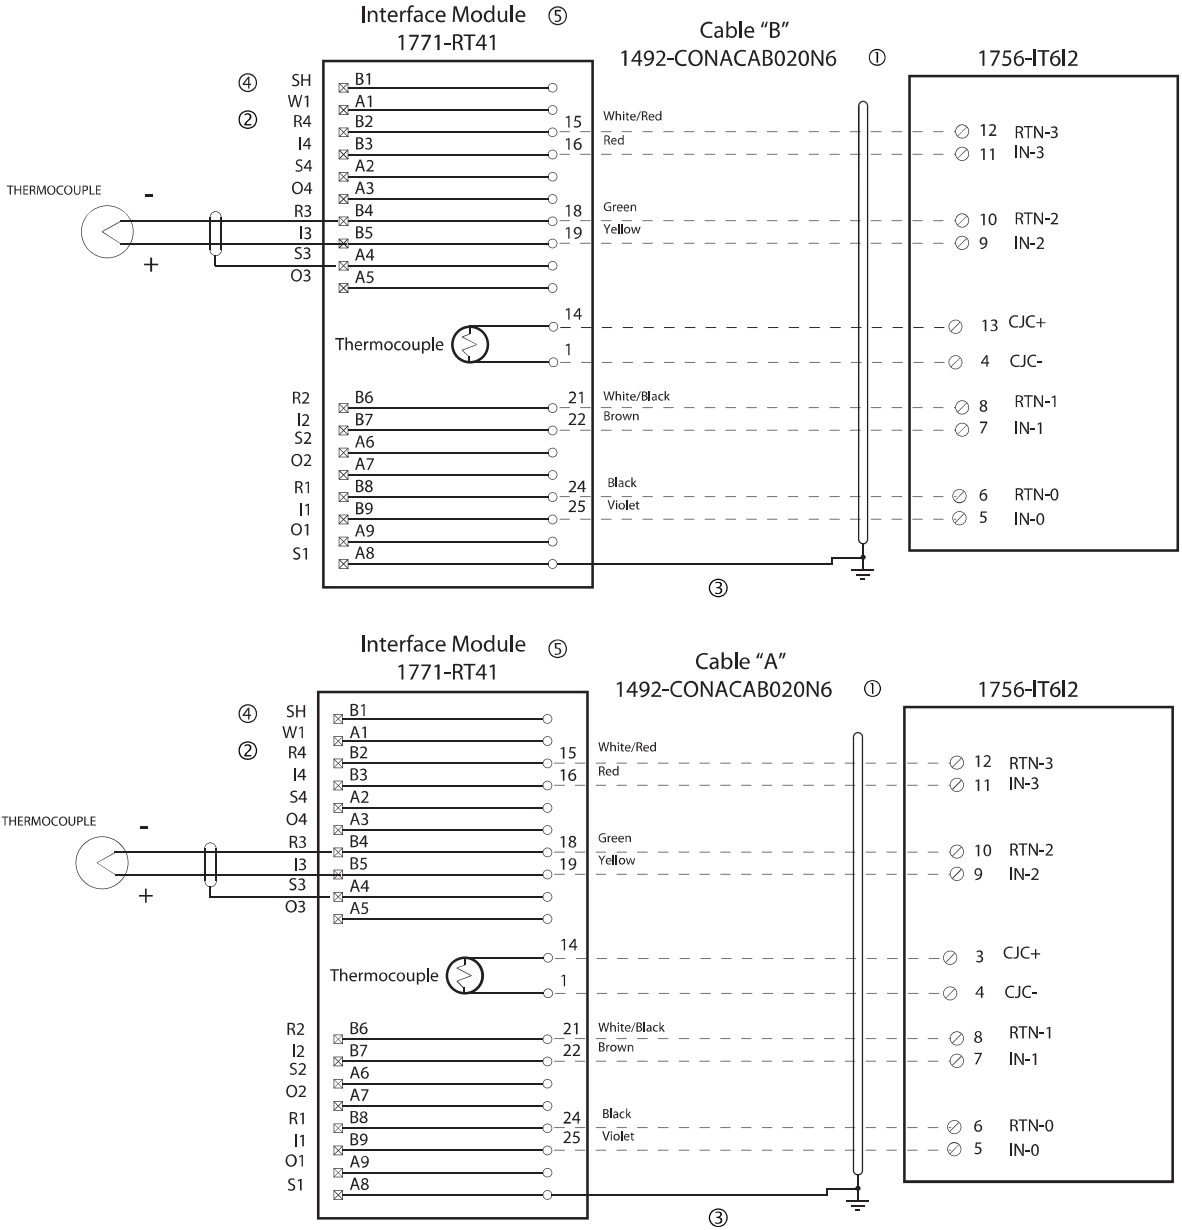 Interface Module ⑤
1771-RT41
Cable “B”
1492-CONACAB020N6 ①
1756-IT6I2
④ SH B1
W1 A1
② R4 B2 15 White/Red 12 RTN-3
I4 B3 16 Red 11 IN-3
S4 A2
O4 A3
THERMOCOUPLE -
R3 B4 18 Green 10 RTN-2
I3 B5 19 Yellow 9 IN-2
+ S3 A4
O3 A5
14 13 CJC+
Thermocouple
1 4 CJC-
R2 B6 21 White/Black 8 RTN-1
I2 B7 22 Brown 7 IN-1
S2 A6
O2 A7
R1 B8 24 Black 6 RTN-0
I1 B9 25 Violet 5 IN-0
O1 A9
S1 A8
③
Interface Module ⑤
1771-RT41
Cable “A”
1492-CONACAB020N6 ①
1756-IT6I2
④ SH B1
W1 A1
② R4 B2 15 White/Red 12 RTN-3
I4 B3 16 Red 11 IN-3
S4 A2
O4 A3
THERMOCOUPLE -
R3 B4 18 Green 10 RTN-2
I3 B5 19 Yellow 9 IN-2
+ S3 A4
O3 A5
14 3 CJC+
Thermocouple
1 4 CJC-
R2 B6 21 White/Black 8 RTN-1
I2 B7 22 Brown 7 IN-1
S2 A6
O2 A7
R1 B8 24 Black 6 RTN-0
I1 B9 25 Violet 5 IN-0
O1 A9
S1 A8
③